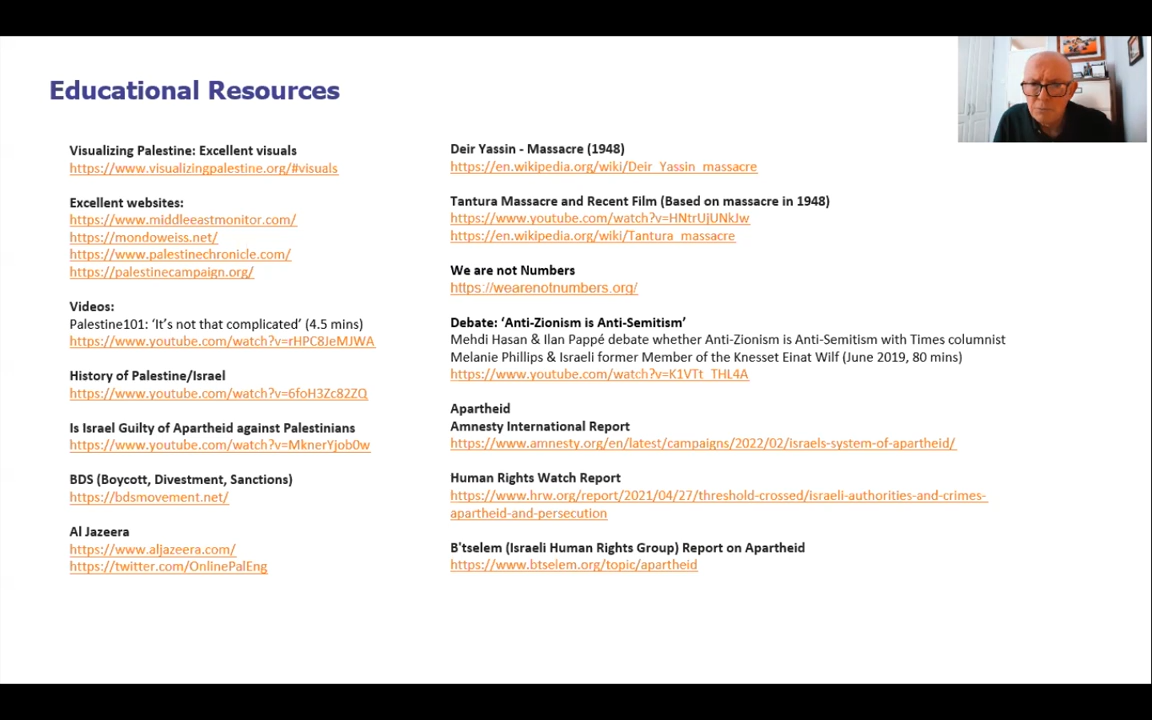 Educational Resources
Visualizing Palestine: Excellent visuals
https://www.visualizingpalestine.org/#visuals
Excellent websites:
https://www.middleeastmonitor.com/
https://mondoweiss.net/
https://www.palestinechronicle.com/
https://palestinecampaign.org/
Videos:
Palestine101: ‘It’s not that complicated’ (4.5 mins)
https://www.youtube.com/watch?v=rHPC8JeMJWA
History of Palestine/Israel
https://www.youtube.com/watch?v=6foH3Zc82ZQ
Is Israel Guilty of Apartheid against Palestinians
https://www.youtube.com/watch?v=MknerYjob0w
BDS (Boycott, Divestment, Sanctions)
https://bdsmovement.net/
Al Jazeera
https://www.aljazeera.com/
https://twitter.com/OnlinePalEng
Deir Yassin - Massacre (1948)
https://en.wikipedia.org/wiki/Deir_Yassin_massacre
Tantura Massacre and Recent Film (Based on massacre in 1948)
https://www.youtube.com/watch?v=HNtrUjUNkJw
https://en.wikipedia.org/wiki/Tantura_massacre
We are not Numbers
https://wearenotnumbers.org/
Debate: ‘Anti-Zionism is Anti-Semitism’
Mehdi Hasan & Ilan Pappé debate whether Anti-Zionism is Anti-Semitism with Times columnist
Melanie Phillips & Israeli former Member of the Knesset Einat Wilf (June 2019, 80 mins)
https://www.youtube.com/watch?v=K1VTt_THL4A
Apartheid
Amnesty International Report
https://www.amnesty.org/en/latest/campaigns/2022/02/israels-system-of-apartheid/
Human Rights Watch Report
https://www.hrw.org/report/2021/04/27/threshold-crossed/israeli-authorities-and-crimes-
apartheid-and-persecution
B'tselem (Israeli Human Rights Group) Report on Apartheid
https://www.btselem.org/topic/apartheid